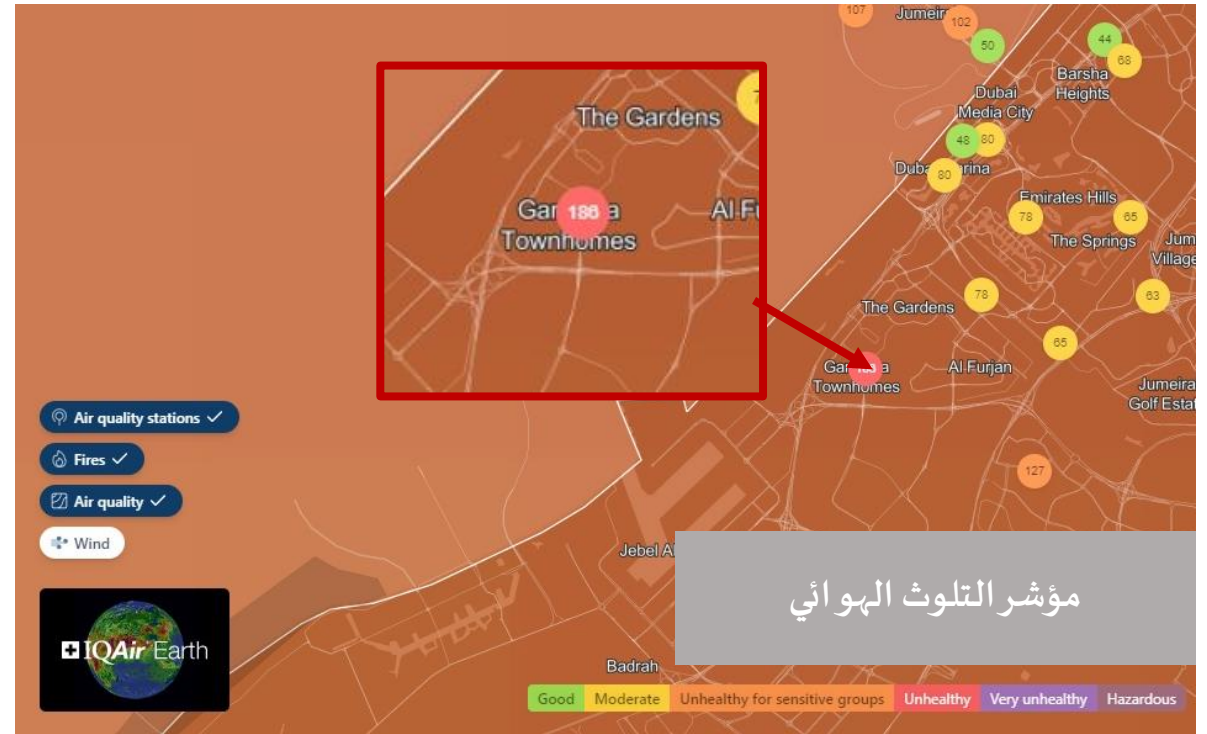 107
Jumeir
102
50
44
68
Barsha
Heights
Dubai
Media City
48
80
80
Emirates Hills
78
65
The Springs
Jum
Village
The Gardens
Townhomes
186
The Gardens
78
63
65
Al Furjan
Townhomes
Jumeira
Golf Estat
127
Air quality stations
Fires
Air quality
Wind
Jebel Al
مؤشر التلوث الهوائي
IQAir Earth
Badrah
Good Moderate Unhealthy for sensitive groups Unhealthy Very unhealthy Hazardous